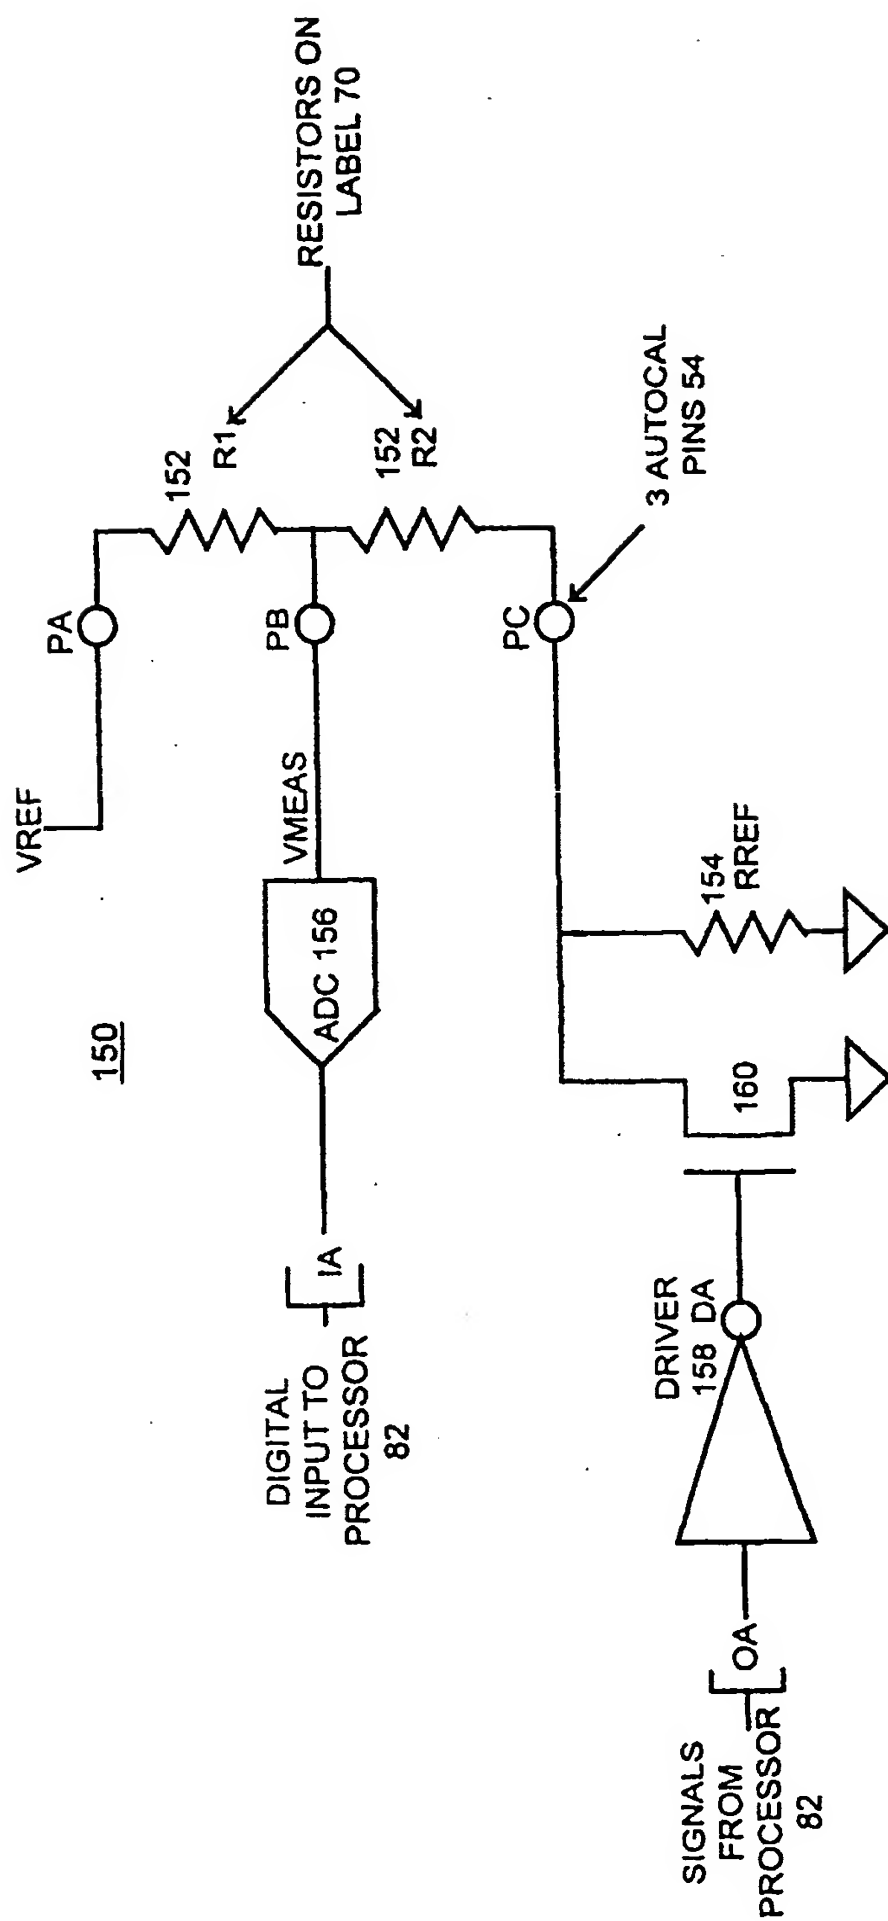 150
VREF
PA
152
R1
RESISTORS ON
LABEL 70
DIGITAL
INPUT TO
PROCESSOR
82
IA
ADC 156
VMEAS
PB
152
R2
PC
3 AUTOCAL
PINS 54
SIGNALS
FROM
PROCESSOR
82
OA
DRIVER
158 DA
160
154
RREF